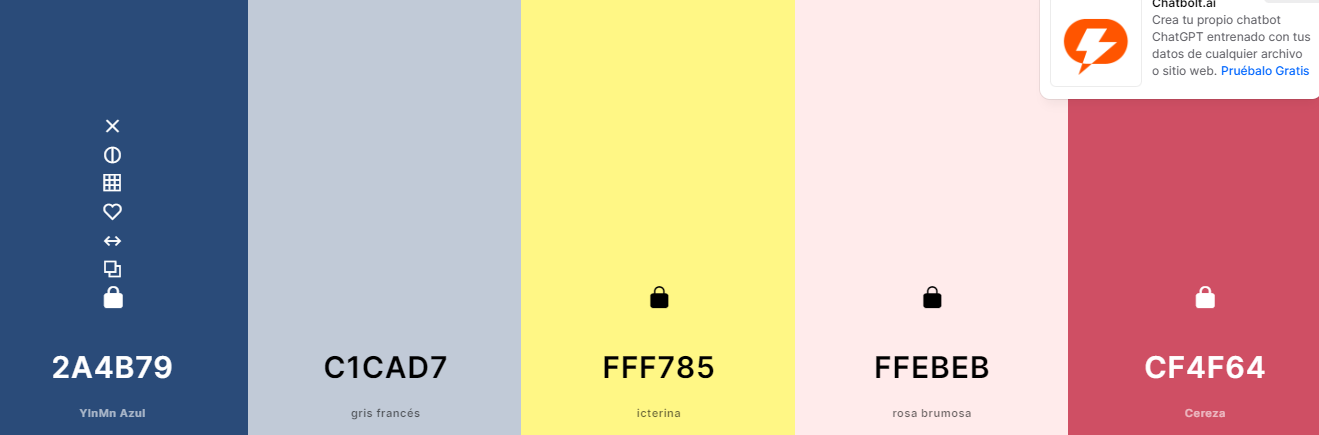 Chatbolt.ai
Crea tu propio chatbot
ChatGPT entrenado con tus
datos de cualquier archivo
o sitio web. Pruébalo Gratis
2A4B79
C1CAD7
FFF785
FFEBEB
CF4F64
YInMn Azul
gris francés
icterina
rosa brumosa
Cereza